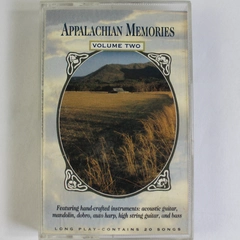 APPALACHIAN MEMORIES
VOLUME TWO
Featuring hand-crafted instruments: acoustic guitar,
mandolin, dobro, sax harp, high string guitar, and bass
LONG PLAY-CONTAINS 20 SONGS